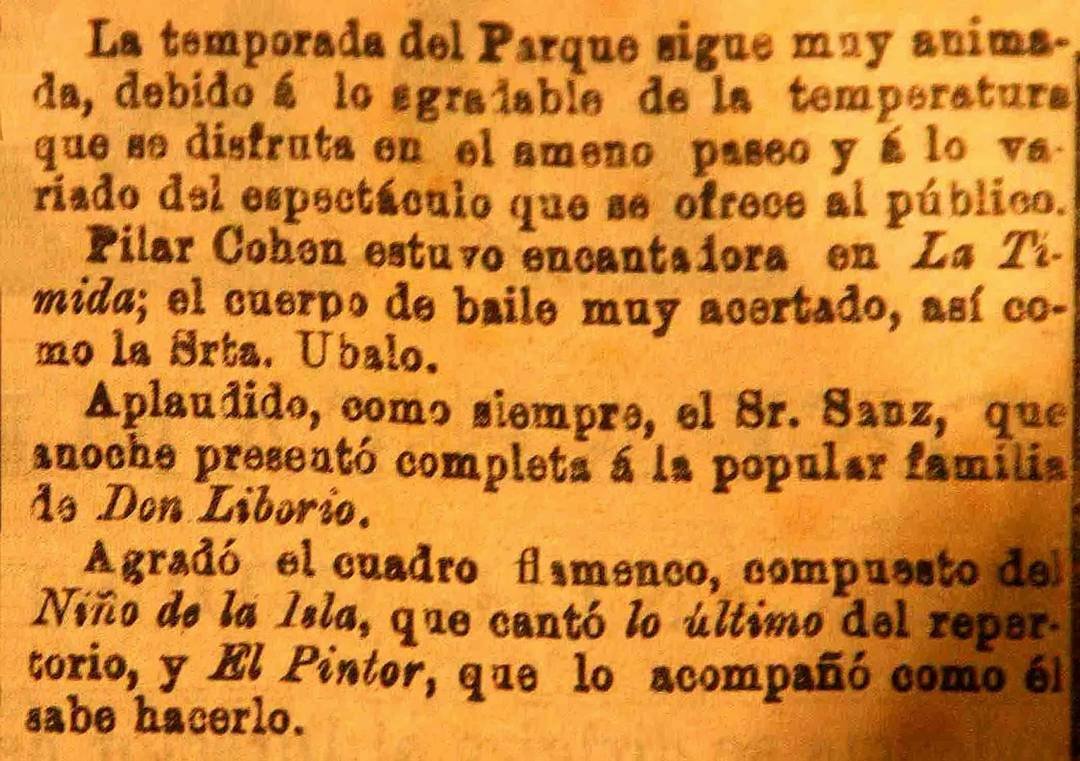 La temporada del Parque sigue muy anima-
da, debido á lo agradable de la temperatura
que se disfruta en el ameno paseo y á lo va-
riado del espectáculo que se ofrece al público.
Pilar Cohen estuvo encantadora en La Ti-
mida; el cuerpo de baile muy acertado, así co-
mo la Srta. Ubalo.
Aplaudido, como siempre, el Sr. Sanz, que
anoche presentó completa á la popular familia
de Don Liborio.
Agradó el cuadro flamenco, compuesto del
Niño de la Isla, que cantó lo último del reper-
torio, y El Pintor, que lo acompañó como él
sabe hacerlo.